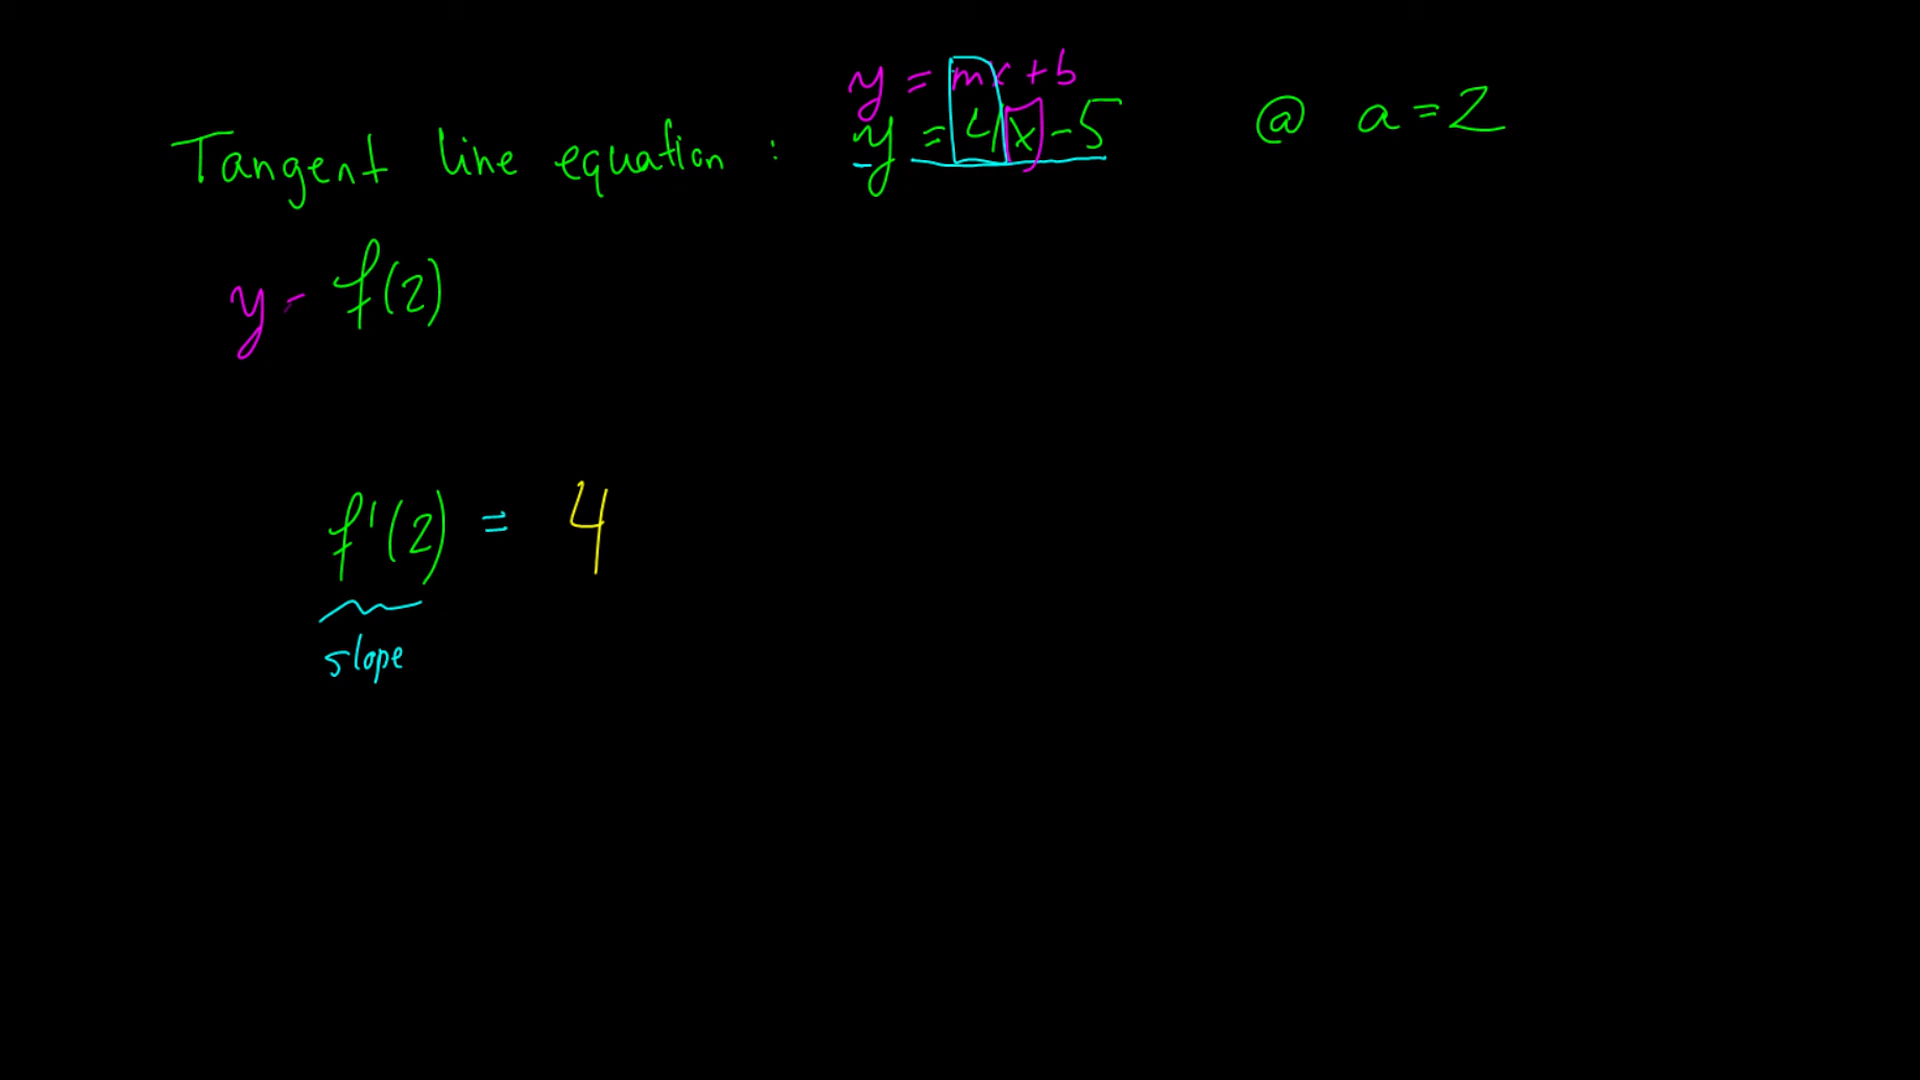 y = mx + b
Tangent line equation : y = 4x - 5 @ a = 2
y = f(2)
f'(2) = 4
slope